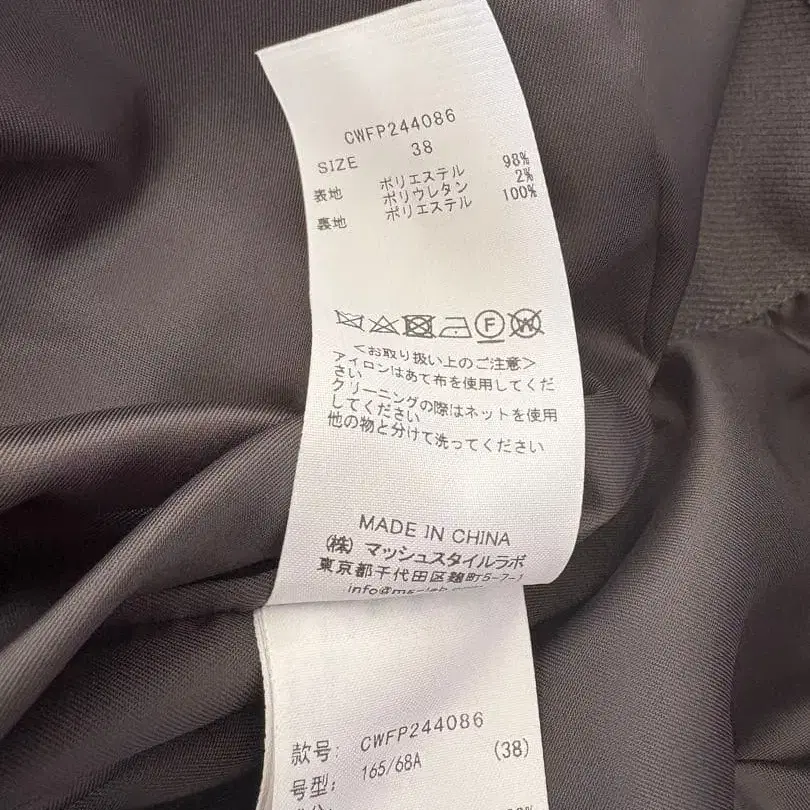 CWFP244086
SIZE 38
表地 ポリエステル 98%
ポリウレタン 2%
裏地 ポリエステル 100%
F W
<お取り扱い上のご注意>
アイロンはあて布を使用してくだ
さい
クリーニングの際はネットを使用
してください
他の物と分けて洗ってください
MADE IN CHINA
(株) マッシュスタイルラボ
東京都千代田区麹町5-7-1
款号: CWFP244086
号型: 165/68A (38)